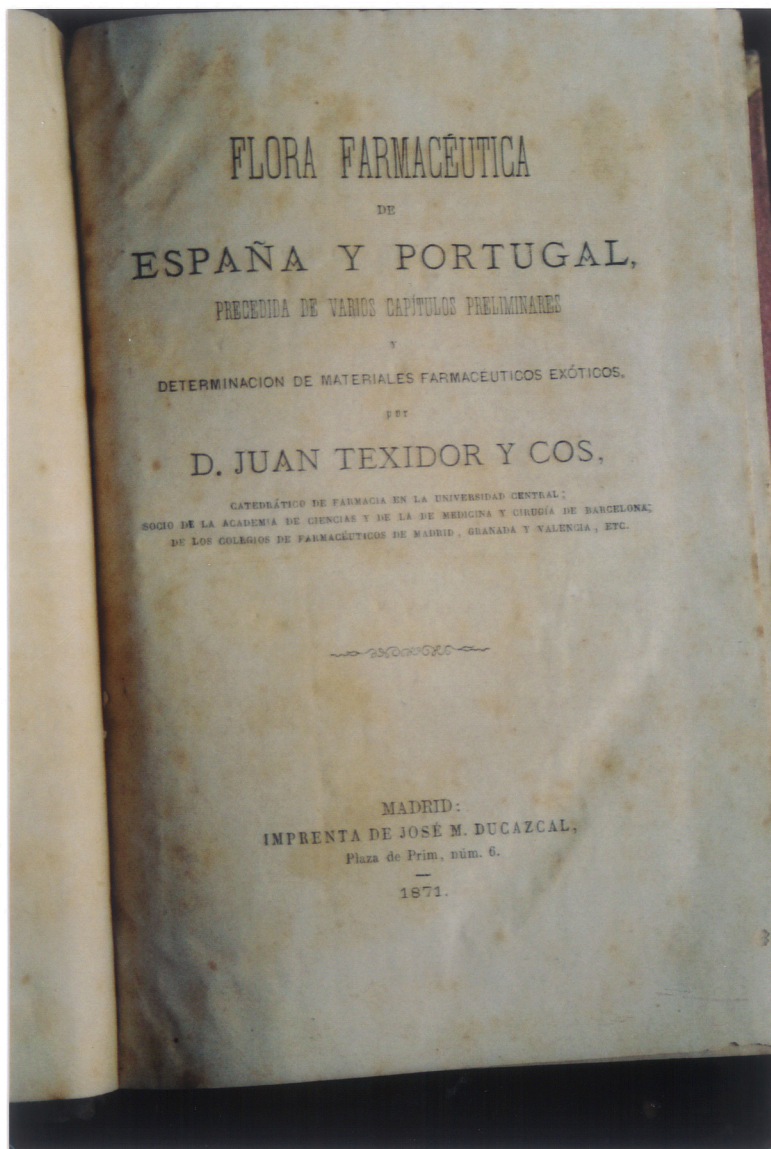 FLORA FARMACÉUTICA
DE
ESPAÑA Y PORTUGAL,
PRECEDIDA DE VARIOS CAPÍTULOS PRELIMINARES
Y
DETERMINACION DE MATERIALES FARMACÉUTICOS EXÓTICOS,
por
D. JUAN TEXIDOR Y COS,
CATEDRÁTICO DE FARMACIA EN LA UNIVERSIDAD CENTRAL;
SOCIO DE LA ACADEMIA DE CIENCIAS Y DE LA DE MEDICINA Y CIRUGÍA DE BARCELONA;
DE LOS COLEGIOS DE FARMACÉUTICOS DE MADRID, GRANADA Y VALENCIA, ETC.
MADRID:
IMPRENTA DE JOSÉ M. DUCAZCAL,
Plaza de Prim, núm. 6.
1871.